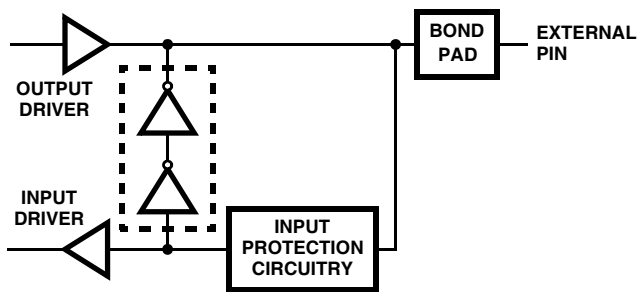 OUTPUT
DRIVER
BOND
PAD
EXTERNAL
PIN
INPUT
DRIVER
INPUT
PROTECTION
CIRCUITRY